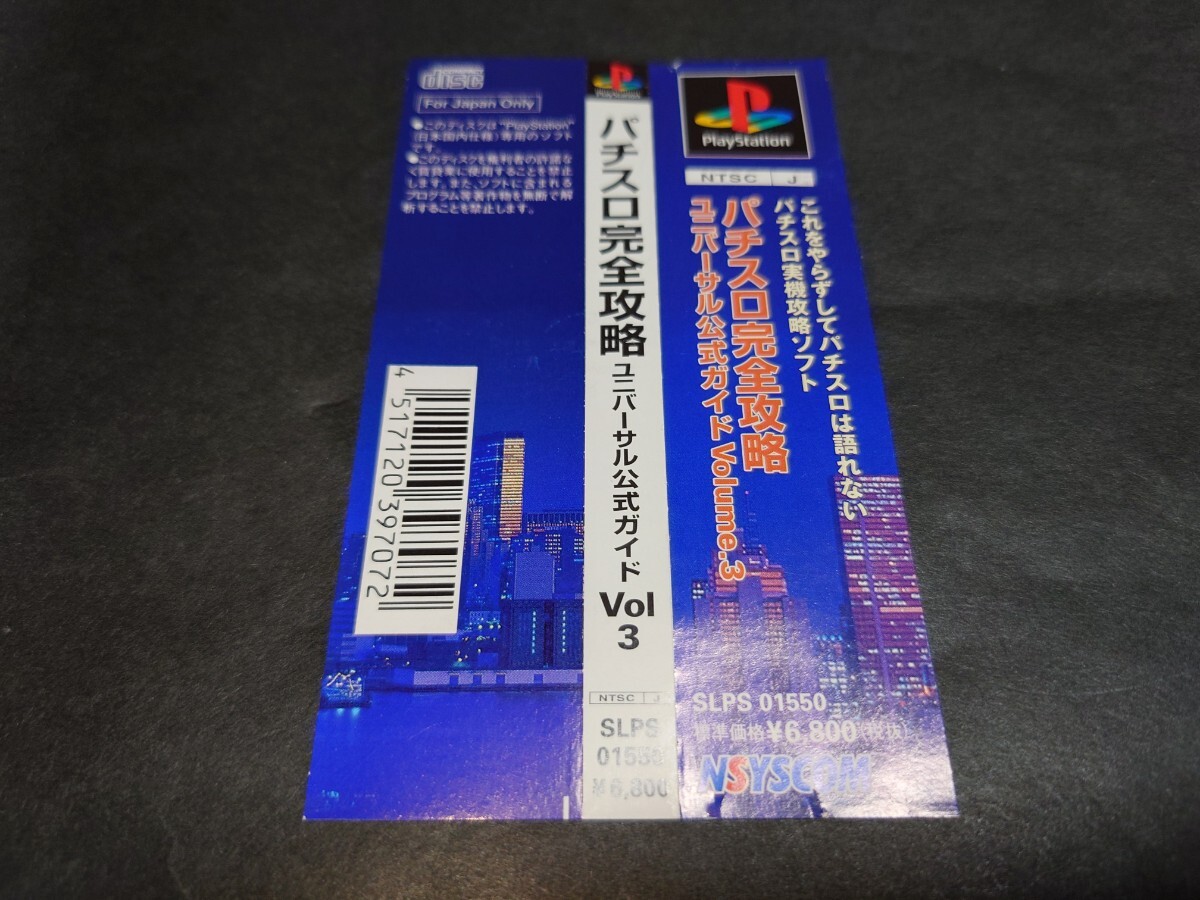 disc
For Japan Only
●このディスクは"PlayStation"
(日本国内仕様)専用のソフト
です。
●このディスクを権利者の許諾な
く賃貸業に使用することを禁止
します。また、ソフトに含まれる
プログラム等著作物を無断で解
析することを禁止します。
4 517120 397072
パチスロ完全攻略
ユニバーサル公式ガイド
Vol
3
NTSC J
SLPS
01550
¥6,800
PlayStation
NTSC J
これをやらずしてパチスロは語れない
パチスロ実機攻略ソフト
パチスロ完全攻略
ユニバーサル公式ガイドVolume.3
SLPS 01550
標準価格¥6,800(税抜)
SYSCOM